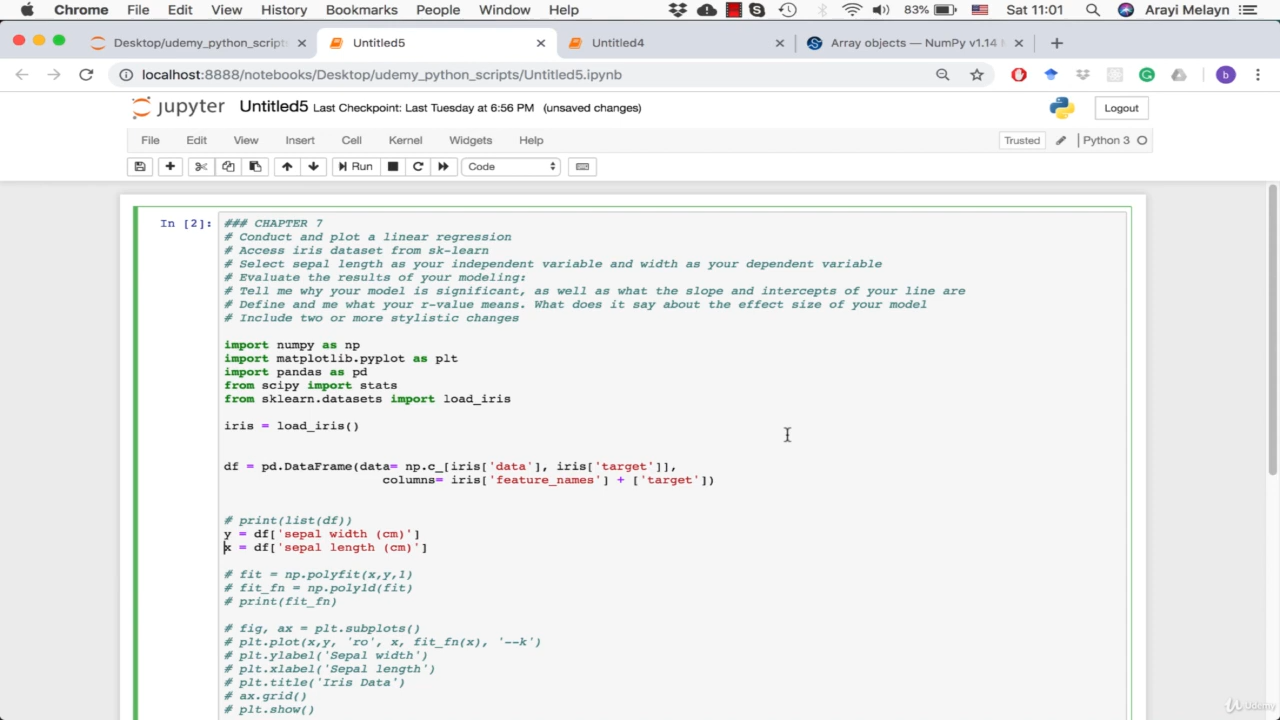 Chrome File Edit View History Bookmarks People Window Help 83% Sat 11:01 Arayi Melayn
Desktop/udemy_python_scripts Untitled5 Untitled4 Array objects — NumPy v1.14 M
localhost:8888/notebooks/Desktop/udemy_python_scripts/Untitled5.ipynb b
jupyter Untitled5 Last Checkpoint: Last Tuesday at 6:56 PM (unsaved changes) Logout
File Edit View Insert Cell Kernel Widgets Help Trusted Python 3
Run Code
In [2]: ### CHAPTER 7
# Conduct and plot a linear regression
# Access iris dataset from sk-learn
# Select sepal length as your independent variable and width as your dependent variable
# Evaluate the results of your modeling:
# Tell me why your model is significant, as well as what the slope and intercepts of your line are
# Define and me what your r-value means. What does it say about the effect size of your model
# Include two or more stylistic changes
import numpy as np
import matplotlib.pyplot as plt
import pandas as pd
from scipy import stats
from sklearn.datasets import load_iris
iris = load_iris()
df = pd.DataFrame(data= np.c_[iris['data'], iris['target']],
columns= iris['feature_names'] + ['target'])
# print(list(df))
y = df['sepal width (cm)']
x = df['sepal length (cm)']
# fit = np.polyfit(x,y,1)
# fit_fn = np.poly1d(fit)
# print(fit_fn)
# fig, ax = plt.subplots()
# plt.plot(x,y, 'ro', x, fit_fn(x), '--k')
# plt.ylabel('Sepal width')
# plt.xlabel('Sepal length')
# plt.title('Iris Data')
# ax.grid()
# plt.show()
Udemy